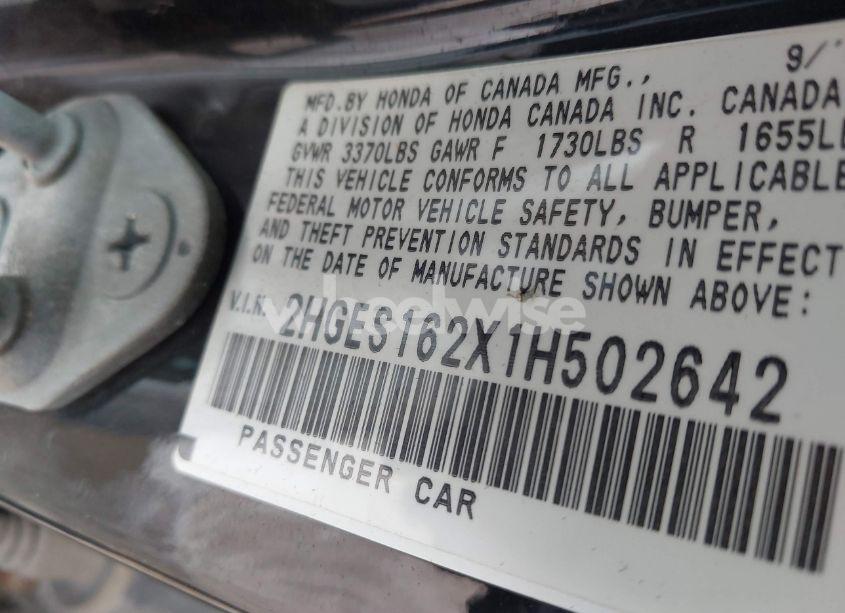 9/
MFD.BY HONDA OF CANADA MFG.,
A DIVISION OF HONDA CANADA INC. CANADA
GVWR 3370LBS GAWR F 1730LBS R 1655L
THIS VEHICLE CONFORMS TO ALL APPLICABLE
FEDERAL MOTOR VEHICLE SAFETY, BUMPER,
AND THEFT PREVENTION STANDARDS IN EFFECT
ON THE DATE OF MANUFACTURE SHOWN ABOVE:
V.I.N. 2HGES162X1H502642
wheelwise
PASSENGER CAR